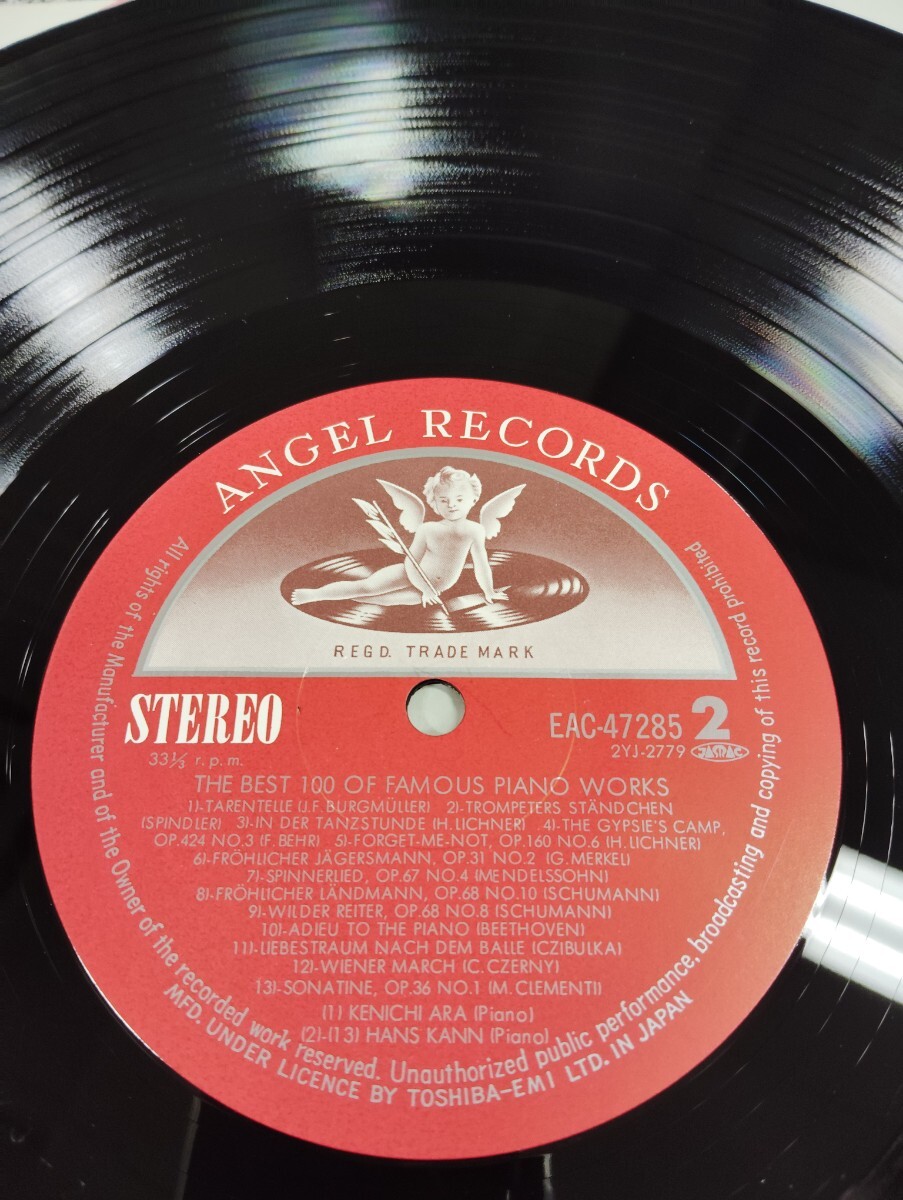 ANGEL RECORDS
REGD. TRADE MARK
STEREO
33⅓ r.p.m.
EAC-47285 2
2YJ-2779 JASRAC
THE BEST 100 OF FAMOUS PIANO WORKS
1)-TARENTELLE (J.F. BURGMÜLLER) 2)-TROMPETERS STÄNDCHEN
(SPINDLER) 3)-IN DER TANZSTUNDE (H. LICHNER) 4)-THE GYPSIE'S CAMP,
OP.424 NO.3 (F. BEHR) 5)-FORGET-ME-NOT, OP.160 NO.6 (H. LICHNER)
6)-FRÖHLICHER JÄGERSMANN, OP.31 NO.2 (G. MERKEL)
7)-SPINNERLIED, OP.67 NO.4 (MENDELSSOHN)
8)-FRÖHLICHER LÄNDMANN, OP.68 NO.10 (SCHUMANN)
9)-WILDER REITER, OP.68 NO.8 (SCHUMANN)
10)-ADIEU TO THE PIANO (BEETHOVEN)
11)-LIEBESTRAUM NACH DEM BALLE (CZIBULKA)
12)-WIENER MARCH (C. CZERNY)
13)-SONATINE, OP.36 NO.1 (M. CLEMENTI)
(1) KENICHI ARA (Piano)
(2)-(13) HANS KANN (Piano)
All rights of the Manufacturer and of the Owner of the recorded work reserved. Unauthorized public performance, broadcasting and copying of this record prohibited
MFD. UNDER LICENCE BY TOSHIBA-EMI LTD. IN JAPAN